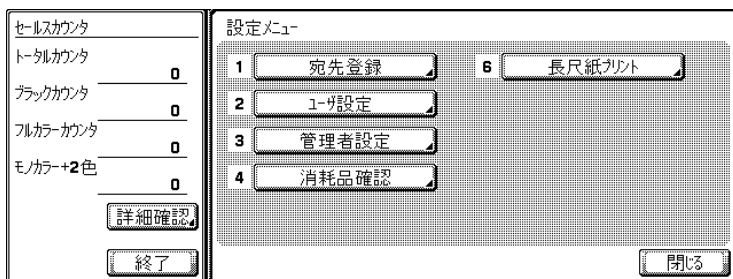 セールスカウンタ
トータルカウンタ
0
ブラックカウンタ
0
フルカラーカウンタ
0
モノカラー+2色
0
詳細確認
終了
設定メニュー
1 宛先登録
6 長尺紙プリント
2 ユーザ設定
3 管理者設定
4 消耗品確認
閉じる